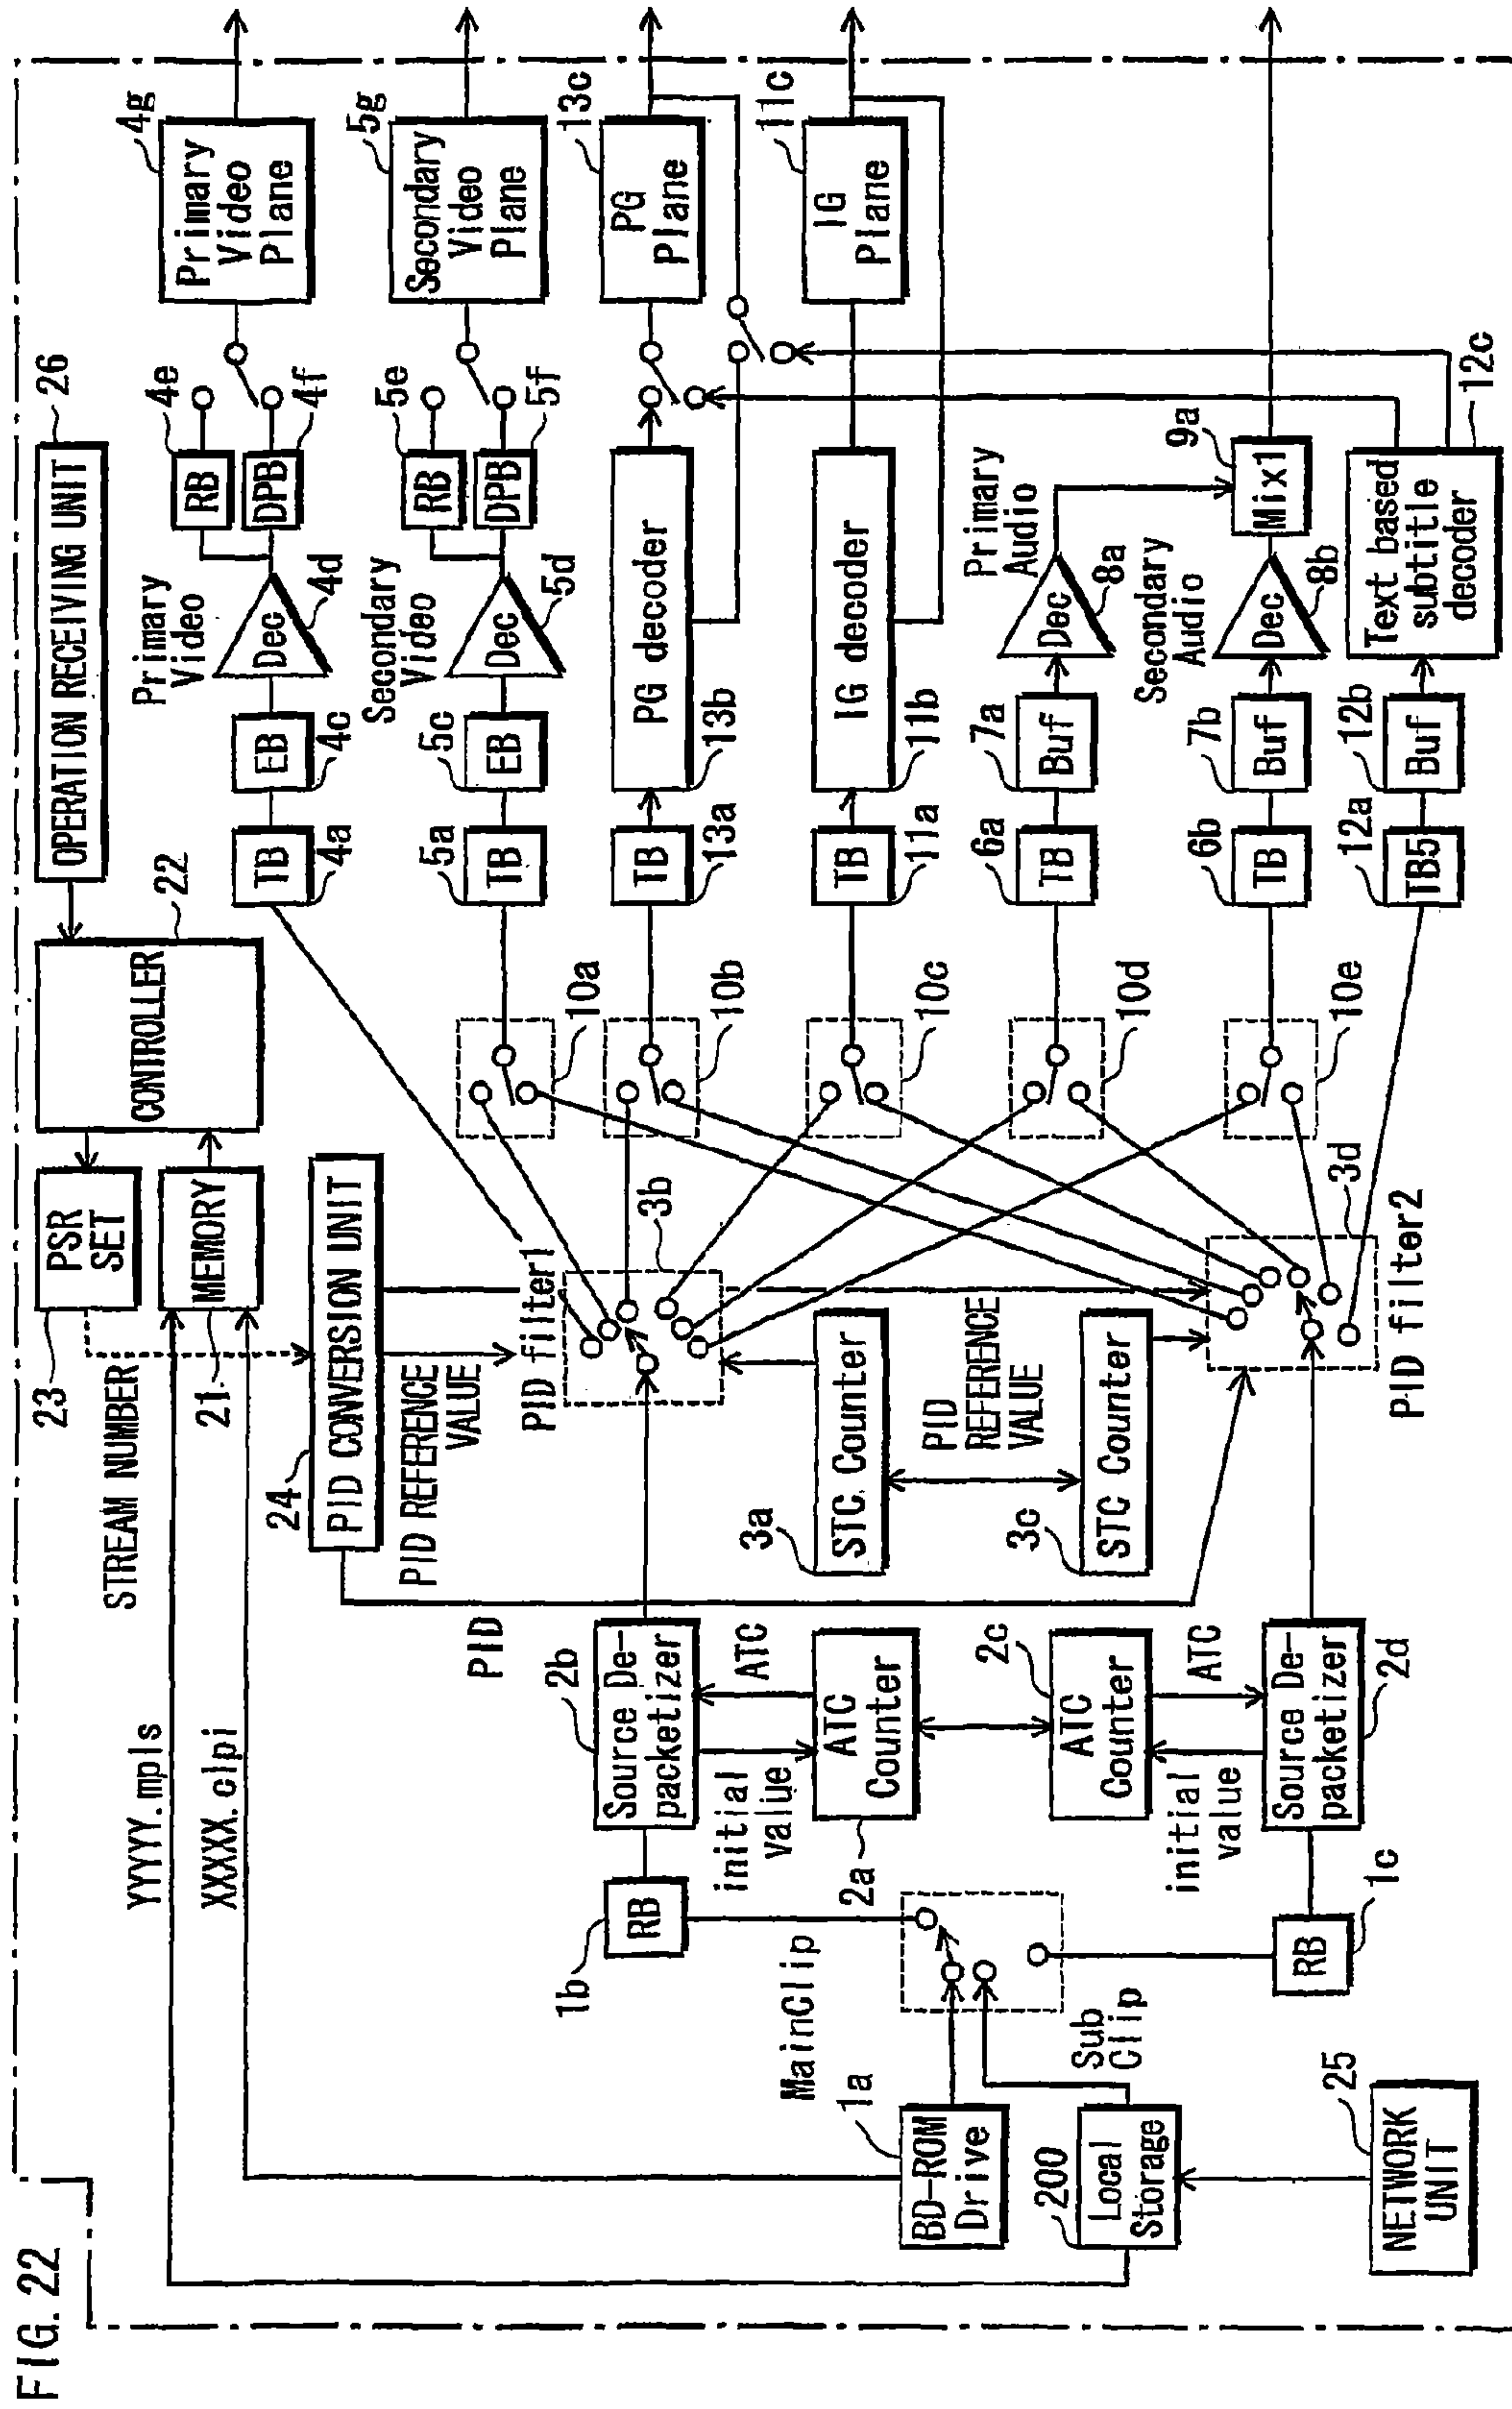 FIG. 22
YYYYY.mpls
XXXXX.clpi
STREAM NUMBER
23
PSR
SET
21
MEMORY
CONTROLLER
22
OPERATION RECEIVING UNIT
26
24
PID CONVERSION UNIT
PID REFERENCE
VALUE
PID
PID filter1
3b
Primary
Video
TB
4a
EB
4c
Dec
4d
RB
4e
DPB
4f
Primary
Video
Plane
4g
Secondary
Video
10a
5a
TB
5c
EB
Dec
5d
5e
RB
DPB
5f
Secondary
Video
Plane
5g
10b
TB
13a
PG decoder
13b
PG
Plane
13c
10c
TB
11a
IG decoder
11b
IG
Plane
11c
10d
6a
TB
7a
Buf
Primary
Audio
Dec
8a
10e
6b
TB
7b
Buf
Secondary
Audio
Dec
8b
9a
Mix1
12a
TB5
12b
Buf
Text based
subtitle
decoder
12c
1b
RB
2b
Source De-
packetizer
initial
value
ATC
2a
ATC
Counter
3a
STC Counter
PID
REFERENCE
VALUE
3c
STC Counter
2c
ATC
Counter
initial
value
ATC
Source De-
packetizer
2d
3d
PID filter2
MainClip
Sub
Clip
RB
1c
1a
BD-ROM
Drive
200
Local
Storage
25
NETWORK
UNIT